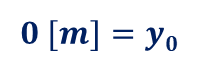 0 [m] = y₀